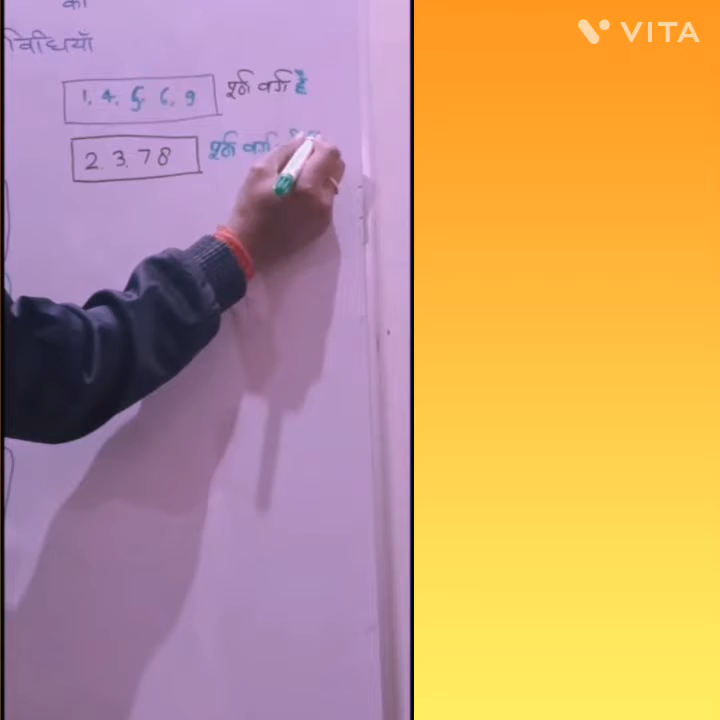 का
विधियाँ
1, 4, 5, 6, 9 पूर्ण वर्ग है
2, 3, 7 8 पूर्ण वर्ग
VITA